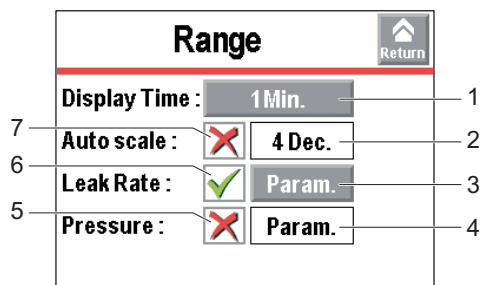 Range
Return
Display Time : 1 Min. 1
7 Auto scale : 4 Dec. 2
6 Leak Rate : Param. 3
5 Pressure : Param. 4